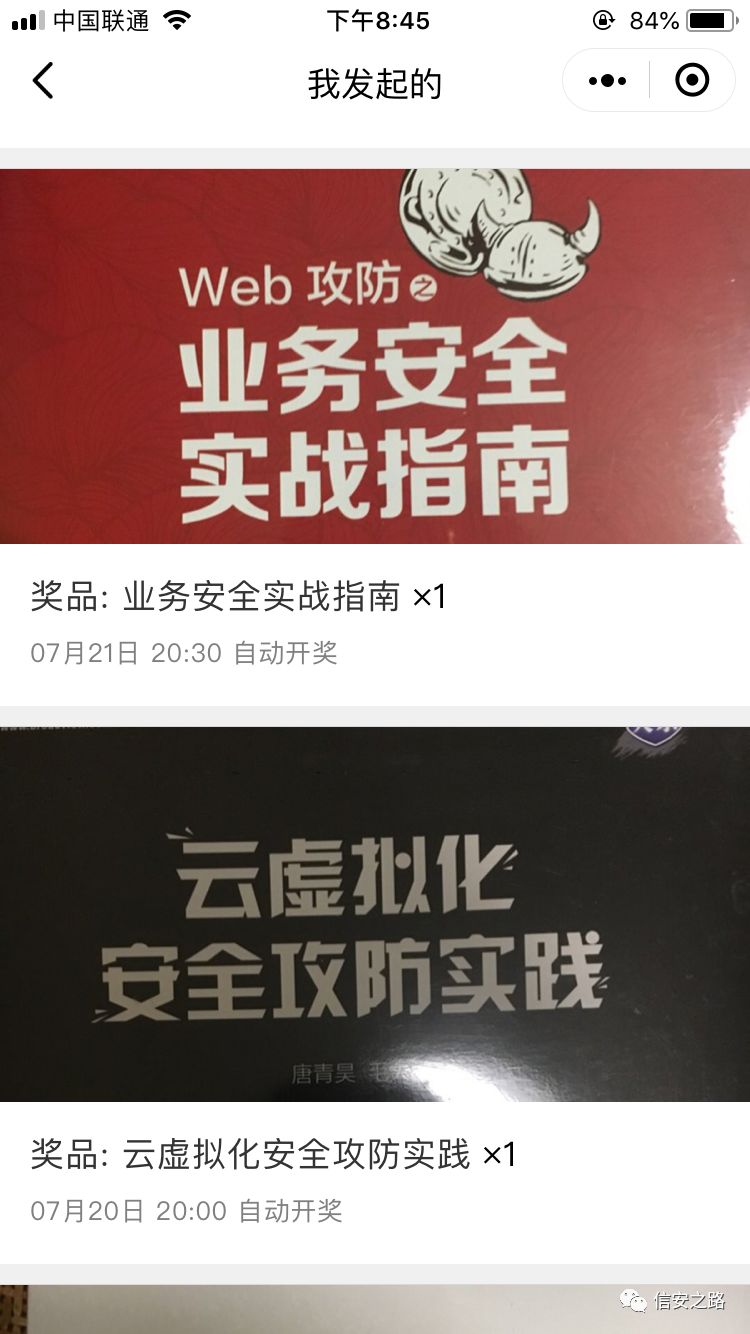 中国联通
下午8:45
84%
我发起的
Web 攻防之
业务安全
实战指南
奖品: 业务安全实战指南 ×1
07月21日 20:30 自动开奖
云虚拟化
安全攻防实践
唐青昊
奖品: 云虚拟化安全攻防实践 ×1
07月20日 20:00 自动开奖
信安之路